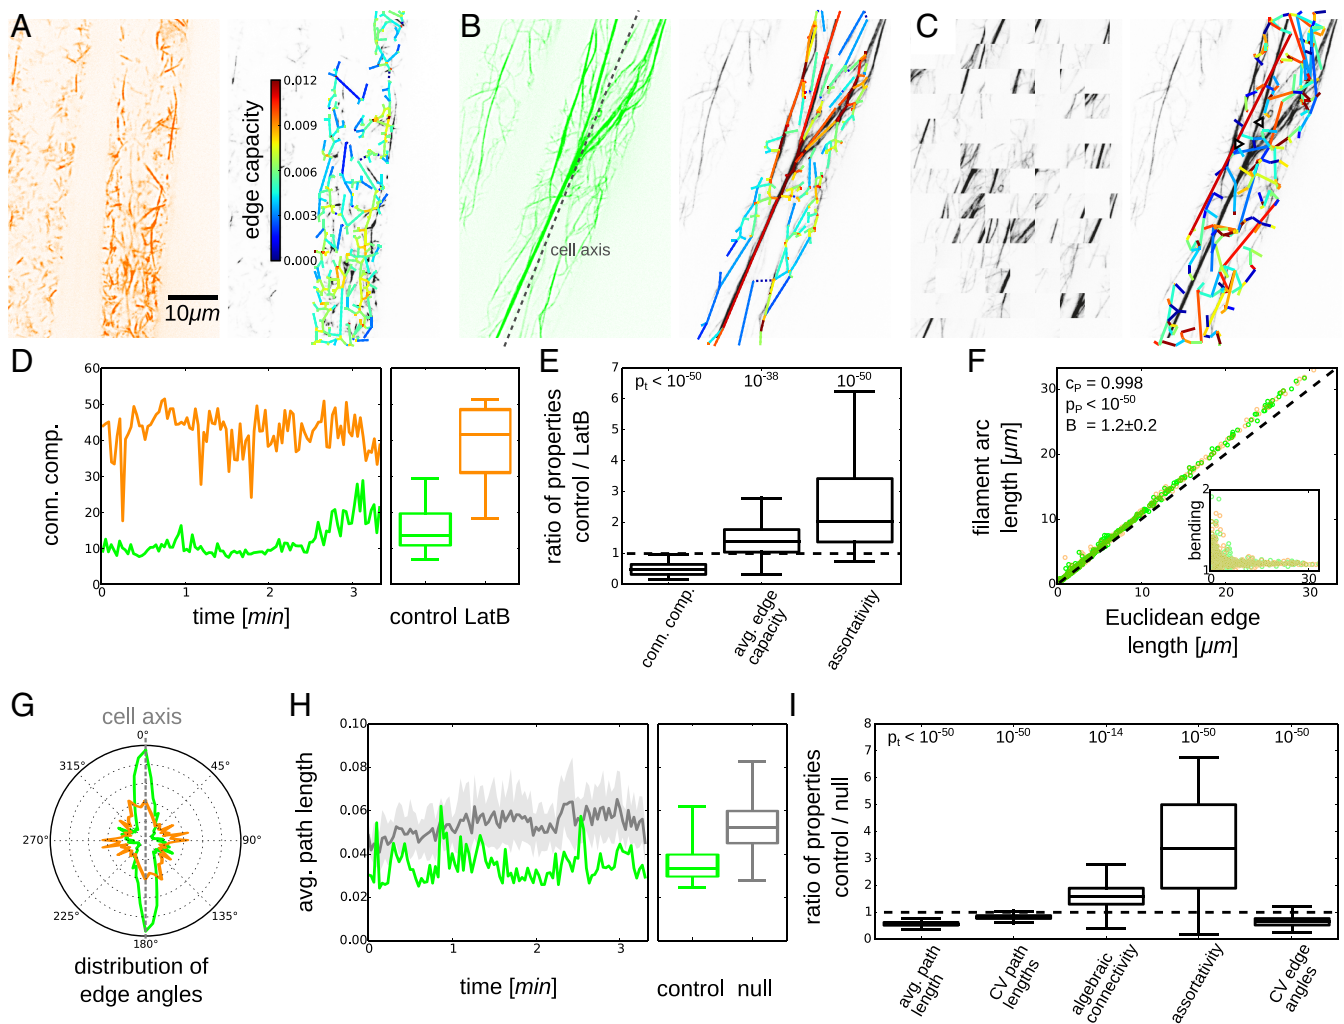 A
B
C
edge capacity
0.012
0.009
0.006
0.003
0.000
10μm
cell axis
D
60
50
40
30
20
10
0
conn. comp.
0
1
2
3
time [min]
control LatB
E
7
6
5
4
3
2
1
0
ratio of properties
control / LatB
pt < 10-50
10-38
10-50
conn. comp.
avg. edge
capacity
assortativity
F
30
20
10
0
filament arc
length [μm]
cP = 0.998
pP < 10-50
B = 1.2±0.2
2
1
bending
0
30
0
10
20
30
Euclidean edge
length [μm]
G
cell axis
0°
45°
90°
135°
180°
225°
270°
315°
distribution of
edge angles
H
0.10
0.08
0.06
0.04
0.02
0.00
avg. path length
0
1
2
3
time [min]
control null
I
8
7
6
5
4
3
2
1
0
ratio of properties
control / null
pt < 10-50
10-50
10-14
10-50
10-50
avg. path
length
CV path
lengths
algebraic
connectivity
assortativity
CV edge
angles